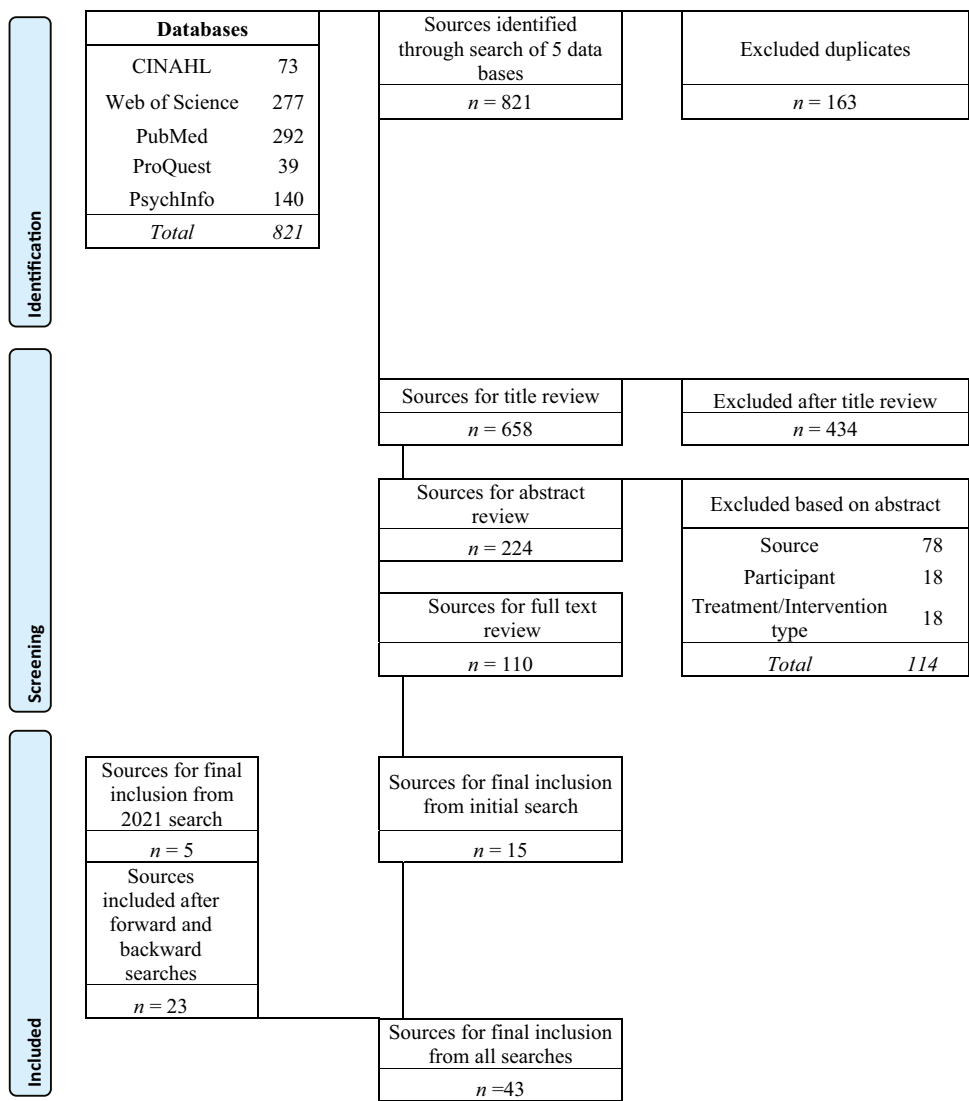 Identification
Databases
CINAHL 73
Web of Science 277
PubMed 292
ProQuest 39
PsychInfo 140
Total 821
Sources identified
through search of 5 data
bases
n = 821
Excluded duplicates
n = 163
Screening
Sources for title review
n = 658
Excluded after title review
n = 434
Sources for abstract
review
n = 224
Excluded based on abstract
Source 78
Participant 18
Treatment/Intervention
type 18
Total 114
Sources for full text
review
n = 110
Included
Sources for final
inclusion from
2021 search
n = 5
Sources
included after
forward and
backward
searches
n = 23
Sources for final inclusion
from initial search
n = 15
Sources for final inclusion
from all searches
n =43